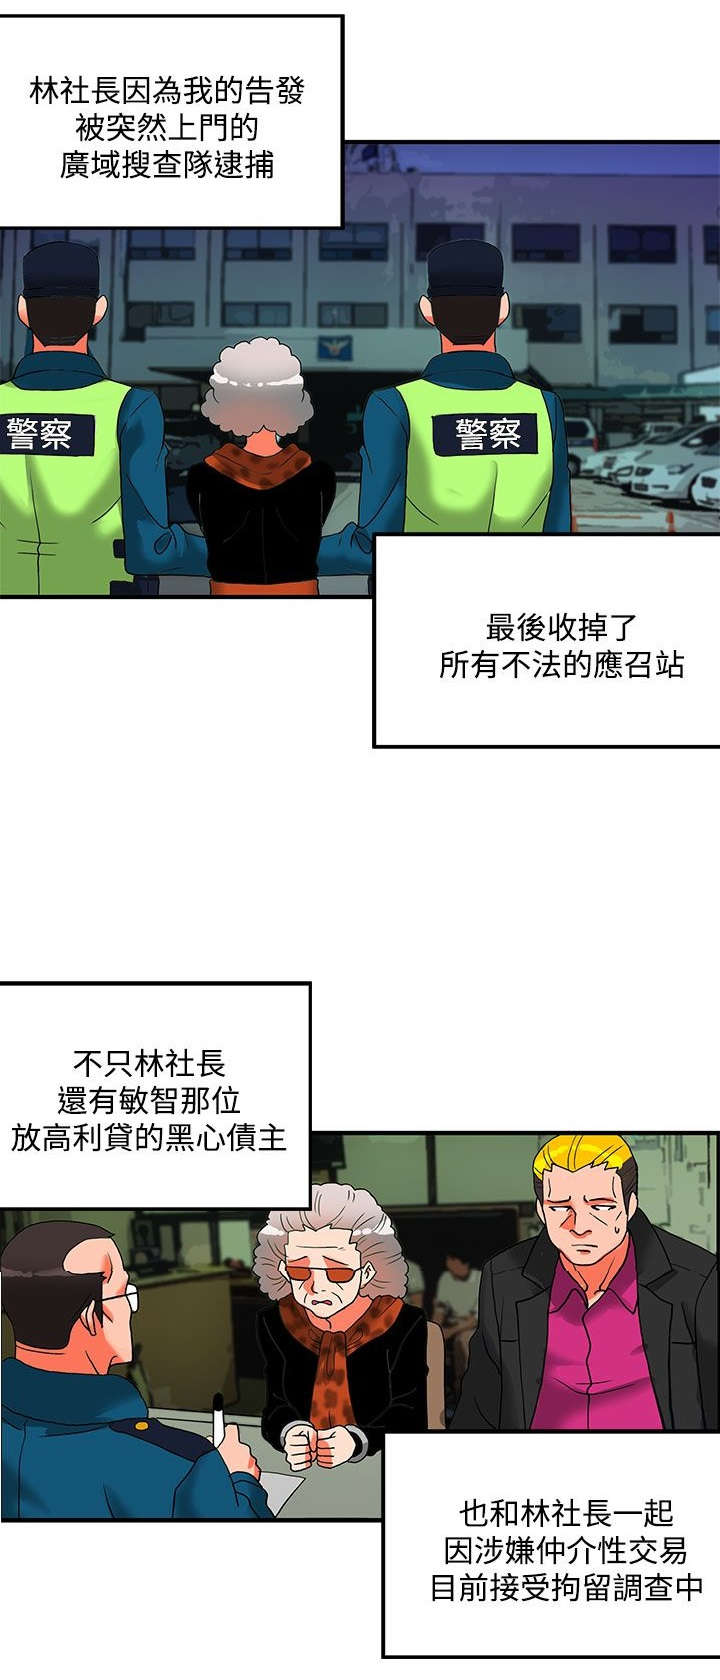 林社長因為我的告發
被突然上門的
廣域搜查隊逮捕
警察
警察
最後收掉了
所有不法的應召站
不只林社長
還有敏智那位
放高利貸的黑心債主
也和林社長一起
因涉嫌仲介性交易
目前接受拘留調查中